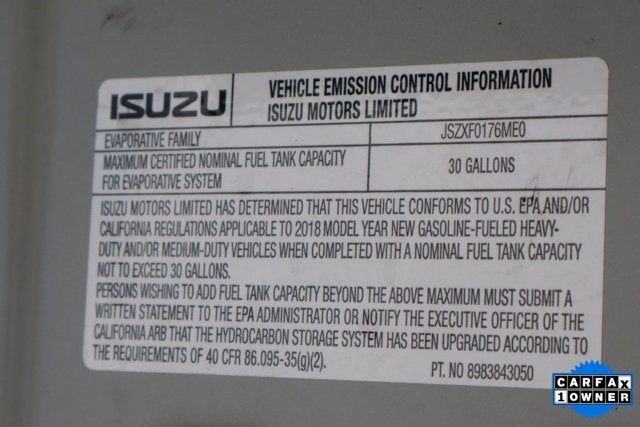 ISUZU
VEHICLE EMISSION CONTROL INFORMATION
ISUZU MOTORS LIMITED
EVAPORATIVE FAMILY
JSZXF0176ME0
MAXIMUM CERTIFIED NOMINAL FUEL TANK CAPACITY
FOR EVAPORATIVE SYSTEM
30 GALLONS
ISUZU MOTORS LIMITED HAS DETERMINED THAT THIS VEHICLE CONFORMS TO U.S. EPA AND/OR
CALIFORNIA REGULATIONS APPLICABLE TO 2018 MODEL YEAR NEW GASOLINE-FUELED HEAVY-
DUTY AND/OR MEDIUM-DUTY VEHICLES WHEN COMPLETED WITH A NOMINAL FUEL TANK CAPACITY
NOT TO EXCEED 30 GALLONS.
PERSONS WISHING TO ADD FUEL TANK CAPACITY BEYOND THE ABOVE MAXIMUM MUST SUBMIT A
WRITTEN STATEMENT TO THE EPA ADMINISTRATOR OR NOTIFY THE EXECUTIVE OFFICER OF THE
CALIFORNIA ARB THAT THE HYDROCARBON STORAGE SYSTEM HAS BEEN UPGRADED ACCORDING TO
THE REQUIREMENTS OF 40 CFR 86.095-35(g)(2).
PT. NO 8983843050
CARFAX
1 OWNER